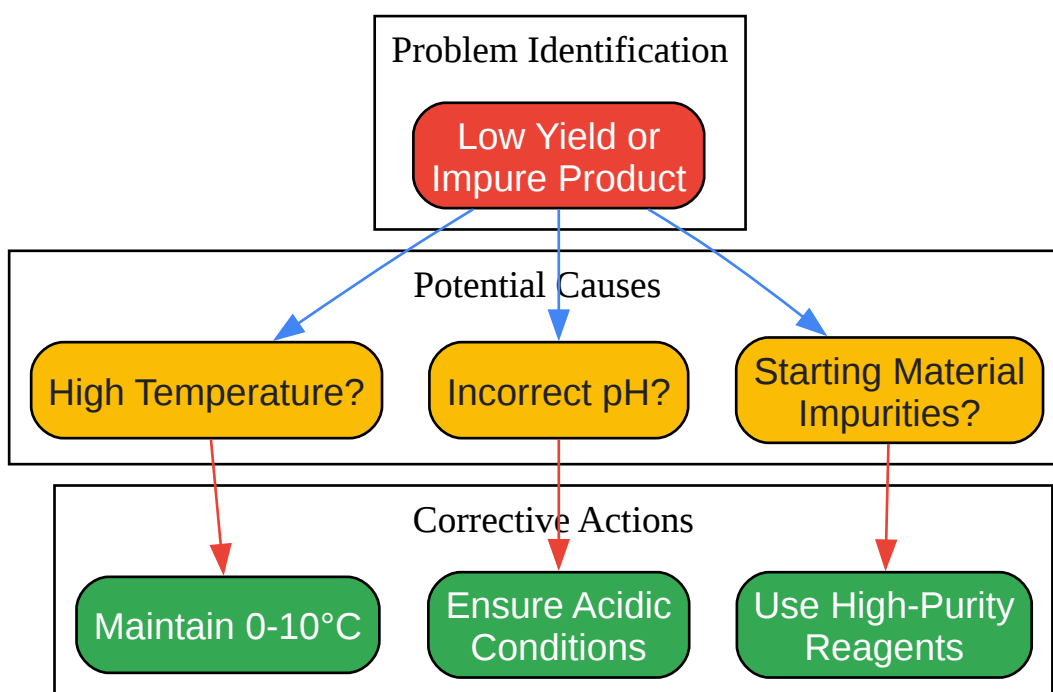 Problem Identification
Low Yield or
Impure Product
Potential Causes
High Temperature?
Incorrect pH?
Starting Material
Impurities?
Corrective Actions
Maintain 0-10°C
Ensure Acidic
Conditions
Use High-Purity
Reagents